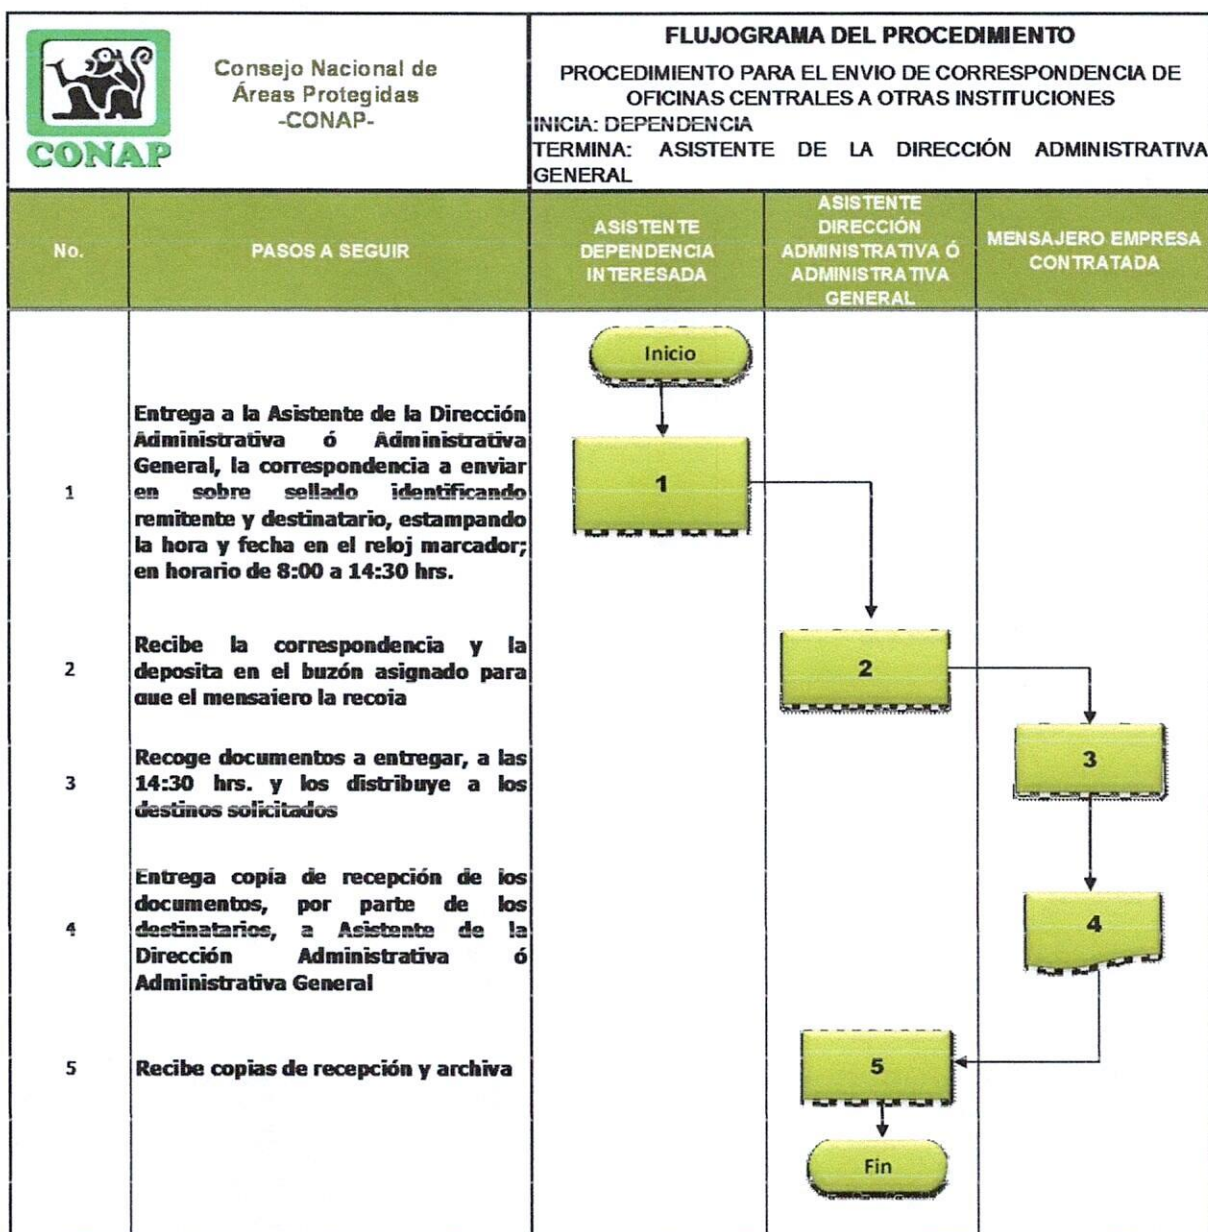 CONAP
Consejo Nacional de
Áreas Protegidas
-CONAP-
FLUJOGRAMA DEL PROCEDIMIENTO
PROCEDIMIENTO PARA EL ENVIO DE CORRESPONDENCIA DE
OFICINAS CENTRALES A OTRAS INSTITUCIONES
INICIA: DEPENDENCIA
TERMINA: ASISTENTE DE LA DIRECCIÓN ADMINISTRATIVA
GENERAL
No.
PASOS A SEGUIR
ASISTENTE
DEPENDENCIA
INTERESADA
ASISTENTE
DIRECCIÓN
ADMINISTRATIVA Ó
ADMINISTRATIVA
GENERAL
MENSAJERO EMPRESA
CONTRATADA
Inicio
1
Entrega a la Asistente de la Dirección
Administrativa ó Administrativa
General, la correspondencia a enviar
en sobre sellado identificando
remitente y destinatario, estampando
la hora y fecha en el reloj marcador;
en horario de 8:00 a 14:30 hrs.
1
2
Recibe la correspondencia y la
deposita en el buzón asignado para
que el mensajero la recoja
2
3
Recoge documentos a entregar, a las
14:30 hrs. y los distribuye a los
destinos solicitados
3
4
Entrega copia de recepción de los
documentos, por parte de los
destinatarios, a Asistente de la
Dirección Administrativa ó
Administrativa General
4
5
Recibe copias de recepción y archiva
5
Fin